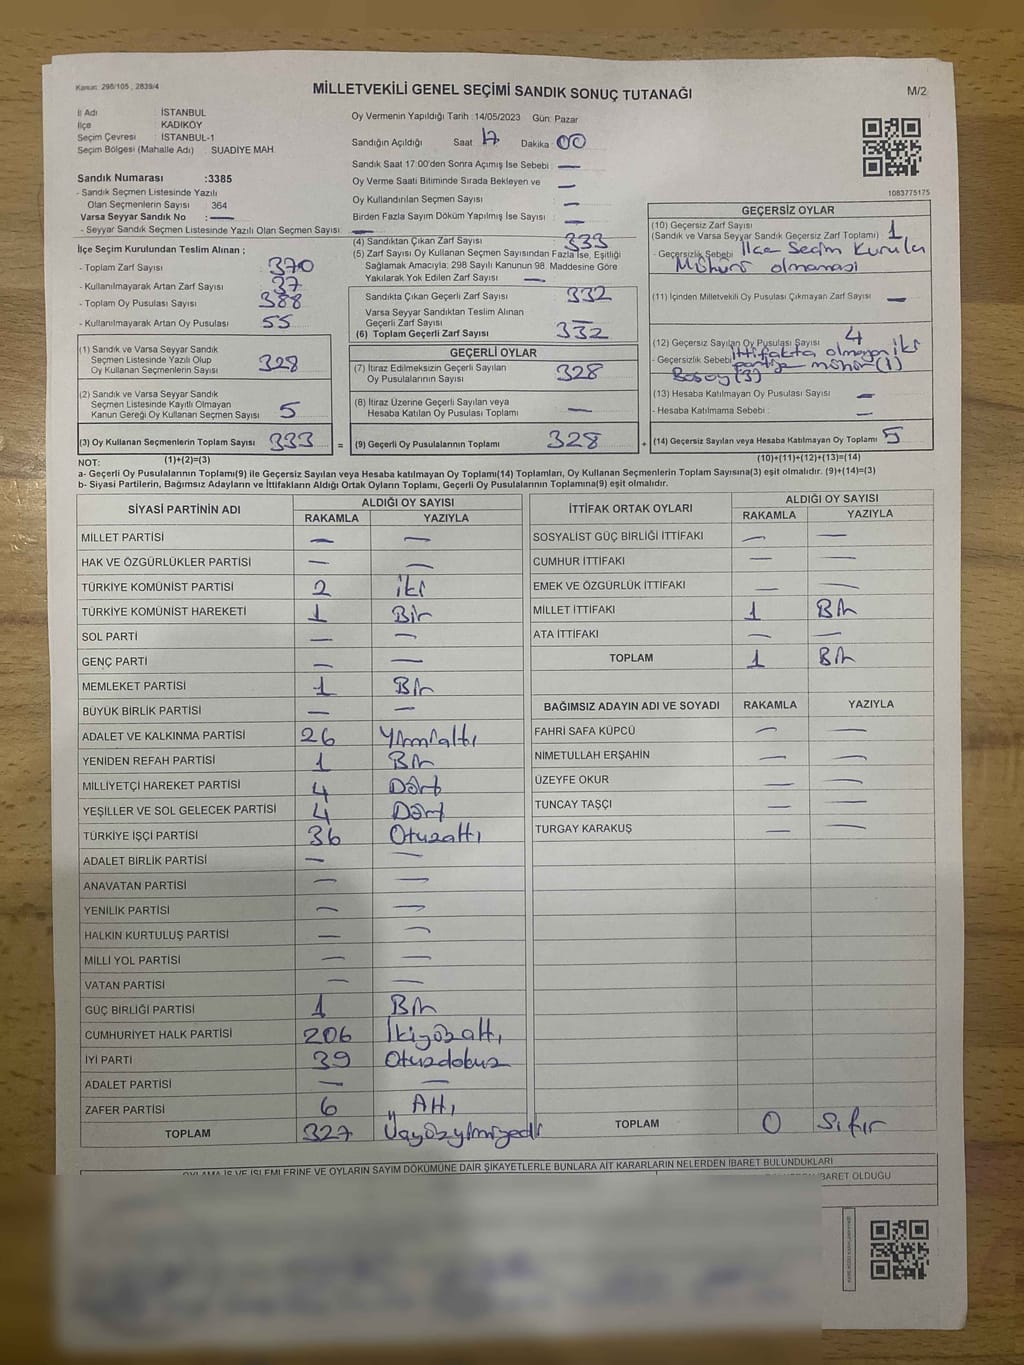 Kanun: 298/105 , 2839/4
MİLLETVEKİLİ GENEL SEÇİMİ SANDIK SONUÇ TUTANAĞI
M/2
İl Adı İSTANBUL
İlçe KADIKÖY
Seçim Çevresi İSTANBUL-1
Seçim Bölgesi (Mahalle Adı) : SUADİYE MAH.
Sandık Numarası :3385
- Sandık Seçmen Listesinde Yazılı
Olan Seçmenlerin Sayısı 364
Varsa Seyyar Sandık No : —
- Seyyar Sandık Seçmen Listesinde Yazılı Olan Seçmen Sayısı: —
Oy Vermenin Yapıldığı Tarih : 14/05/2023 Gün: Pazar
Sandığın Açıldığı Saat 17 Dakika 00
Sandık Saat 17:00'den Sonra Açımış İse Sebebi : —
Oy Verme Saati Bitiminde Sırada Bekleyen ve —
Oy Kullandırılan Seçmen Sayısı : —
Birden Fazla Sayım Döküm Yapılmış İse Sayısı : —
1083775175
İlçe Seçim Kurulundan Teslim Alınan ;
- Toplam Zarf Sayısı : 370
- Kullanılmayarak Artan Zarf Sayısı : 37
- Toplam Oy Pusulası Sayısı : 388
- Kullanılmayarak Artan Oy Pusulası : 55
(1) Sandık ve Varsa Seyyar Sandık
Seçmen Listesinde Yazılı Olup
Oy Kullanan Seçmenlerin Sayısı 328
(2) Sandık ve Varsa Seyyar Sandık
Seçmen Listesinde Kayıtlı Olmayan
Kanun Gereği Oy Kullanan Seçmen Sayısı 5
(3) Oy Kullanan Seçmenlerin Toplam Sayısı 333 =
(1)+(2)=(3)
(4) Sandıktan Çıkan Zarf Sayısı : 333
(5) Zarf Sayısı Oy Kullanan Seçmen Sayısından Fazla İse, Eşitliği
Sağlamak Amacıyla; 298 Sayılı Kanunun 98. Maddesine Göre
Yakılarak Yok Edilen Zarf Sayısı : —
Sandıkta Çıkan Geçerli Zarf Sayısı : 332
Varsa Seyyar Sandıktan Teslim Alınan
Geçerli Zarf Sayısı : —
(6) Toplam Geçerli Zarf Sayısı : 332
GEÇERLİ OYLAR
(7) İtiraz Edilmeksizin Geçerli Sayılan
Oy Pusulalarının Sayısı : 328
(8) İtiraz Üzerine Geçerli Sayılan veya
Hesaba Katılan Oy Pusulası Toplamı : —
(9) Geçerli Oy Pusulalarının Toplamı 328 +
GEÇERSİZ OYLAR
(10) Geçersiz Zarf Sayısı : 1
(Sandık ve Varsa Seyyar Sandık Geçersiz Zarf Toplamı)
- Geçersizlik Sebebi : İlçe Seçim Kurulu
Mührü olmaması
(11) İçinden Milletvekili Oy Pusulası Çıkmayan Zarf Sayısı : —
(12) Geçersiz Sayılan Oy Pusulası Sayısı : 4
- Geçersizlik Sebebi : İttifakta olmayan iki
partiye mühür (1)
Boş oy (3)
(13) Hesaba Katılmayan Oy Pusulası Sayısı : —
- Hesaba Katılmama Sebebi : —
(14) Geçersiz Sayılan veya Hesaba Katılmayan Oy Toplamı : 5
(10)+(11)+(12)+(13)=(14)
NOT:
a- Geçerli Oy Pusulalarının Toplamı(9) ile Geçersiz Sayılan veya Hesaba katılmayan Oy Toplamı(14) Toplamları, Oy Kullanan Seçmenlerin Toplam Sayısına(3) eşit olmalıdır. (9)+(14)=(3)
b- Siyasi Partilerin, Bağımsız Adayların ve İttifakların Aldığı Ortak Oyların Toplamı, Geçerli Oy Pusulalarının Toplamına(9) eşit olmalıdır.
SİYASİ PARTİNİN ADI ALDIĞI OY SAYISI
RAKAMLA YAZIYLA
MİLLET PARTİSİ — —
HAK VE ÖZGÜRLÜKLER PARTİSİ — —
TÜRKİYE KOMÜNİST PARTİSİ 2 iki
TÜRKİYE KOMÜNİST HAREKETİ 1 Bir
SOL PARTİ — —
GENÇ PARTİ — —
MEMLEKET PARTİSİ 1 Bir
BÜYÜK BİRLİK PARTİSİ — —
ADALET VE KALKINMA PARTİSİ 26 Yirmialtı
YENİDEN REFAH PARTİSİ 1 Bir
MİLLİYETÇİ HAREKET PARTİSİ 4 Dört
YEŞİLLER VE SOL GELECEK PARTİSİ 4 Dört
TÜRKİYE İŞÇİ PARTİSİ 36 Otuzaltı
ADALET BİRLİK PARTİSİ — —
ANAVATAN PARTİSİ — —
YENİLİK PARTİSİ — —
HALKIN KURTULUŞ PARTİSİ — —
MİLLİ YOL PARTİSİ — —
VATAN PARTİSİ — —
GÜÇ BİRLİĞİ PARTİSİ 1 Bir
CUMHURİYET HALK PARTİSİ 206 İkiyüzaltı
İYİ PARTİ 39 Otuzdokuz
ADALET PARTİSİ — —
ZAFER PARTİSİ 6 Altı
TOPLAM 327 Üçyüzyirmiyedi
İTTİFAK ORTAK OYLARI ALDIĞI OY SAYISI
RAKAMLA YAZIYLA
SOSYALİST GÜÇ BİRLİĞİ İTTİFAKI — —
CUMHUR İTTİFAKI — —
EMEK VE ÖZGÜRLÜK İTTİFAKI — —
MİLLET İTTİFAKI 1 Bir
ATA İTTİFAKI — —
TOPLAM 1 Bir
BAĞIMSIZ ADAYIN ADI VE SOYADI RAKAMLA YAZIYLA
FAHRİ SAFA KÜPCÜ — —
NİMETULLAH ERŞAHİN — —
ÜZEYFE OKUR — —
TUNCAY TAŞÇI — —
TURGAY KARAKUŞ — —
TOPLAM 0 Sıfır
OYLAMA İŞ VE İŞLEMLERİNE VE OYLARIN SAYIM DÖKÜMÜNE DAİR ŞİKAYETLERLE BUNLARA AİT KARARLARIN NELERDEN İBARET BULUNDUKLARI
İBARET OLDUĞU